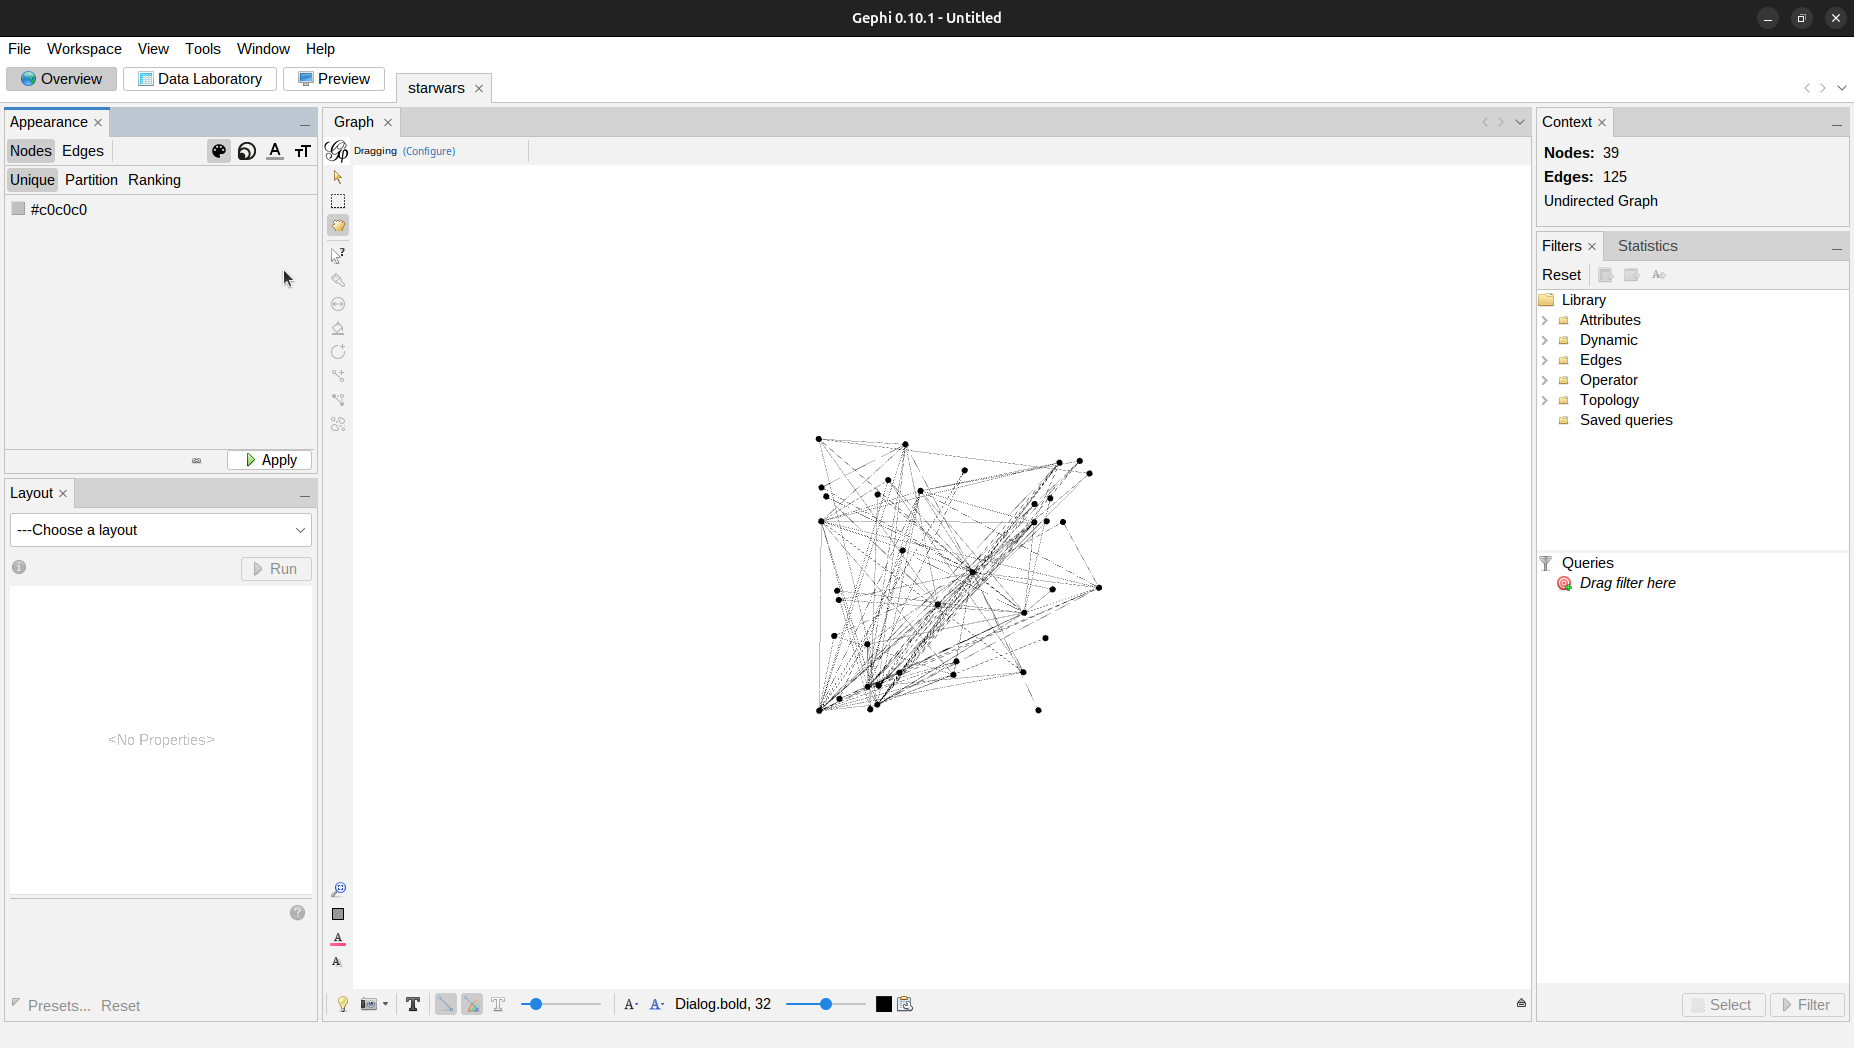 Gephi 0.10.1 - Untitled
File Workspace View Tools Window Help
Overview Data Laboratory Preview starwars
Appearance
Nodes Edges
Unique Partition Ranking
#c0c0c0
Apply
Layout
---Choose a layout
Run
<No Properties>
Presets... Reset
Graph
Dragging (Configure)
Dialog.bold, 32
Context
Nodes: 39
Edges: 125
Undirected Graph
Filters Statistics
Reset
Library
Attributes
Dynamic
Edges
Operator
Topology
Saved queries
Queries
Drag filter here
Select Filter